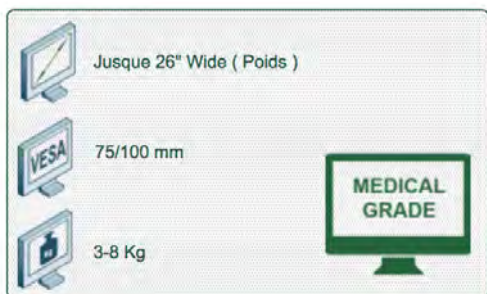 Jusque 26" Wide ( Poids )
VESA
75/100 mm
MEDICAL
GRADE
3-8 Kg